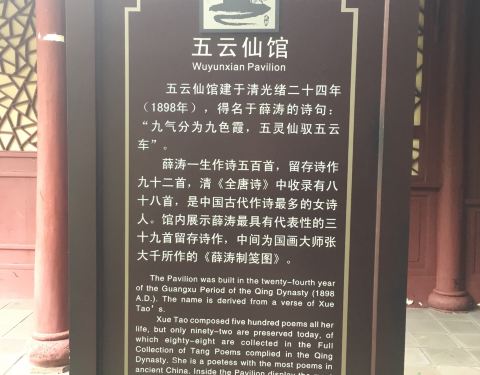 五云仙馆
Wuyunxian Pavilion
五云仙馆建于清光绪二十四年
（1898年），得名于薛涛的诗句：
“九气分为九色霞，五灵仙驭五云
车”。
薛涛一生作诗五百首，留存诗作
九十二首，清《全唐诗》中收录有八
十八首，是中国古代作诗最多的女诗
人。馆内展示薛涛最具有代表性的三
十九首留存诗作，中间为国画大师张
大千所作的《薛涛制笺图》。
The Pavilion was built in the twenty-fourth year
of the Guangxu Period of the Qing Dynasty (1898
A.D.). The name is derived from a verse of Xue
Tao’s.
Xue Tao composed five hundred poems all her
life, but only ninety-two are preserved today, of
which eighty-eight are collected in the Full
Collection of Tang Poems complied in the Qing
Dynasty. She is a poetess with the most poems in
ancient China. Inside the Pavilion display the